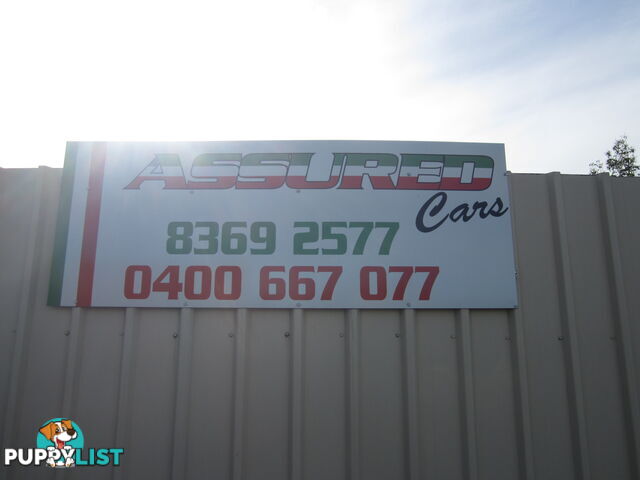 ASSURED
Cars
8369 2577
0400 667 077
PUPPYLIST